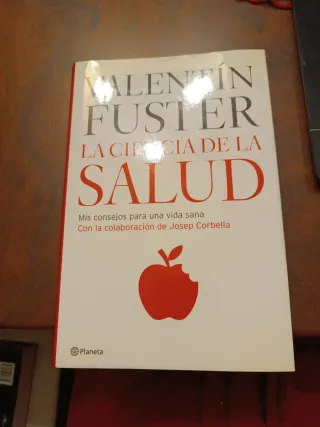 VALENTÍN
FUSTER
LA CIENCIA DE LA
SALUD
Mis consejos para una vida sana
Con la colaboración de Josep Corbella
Planeta